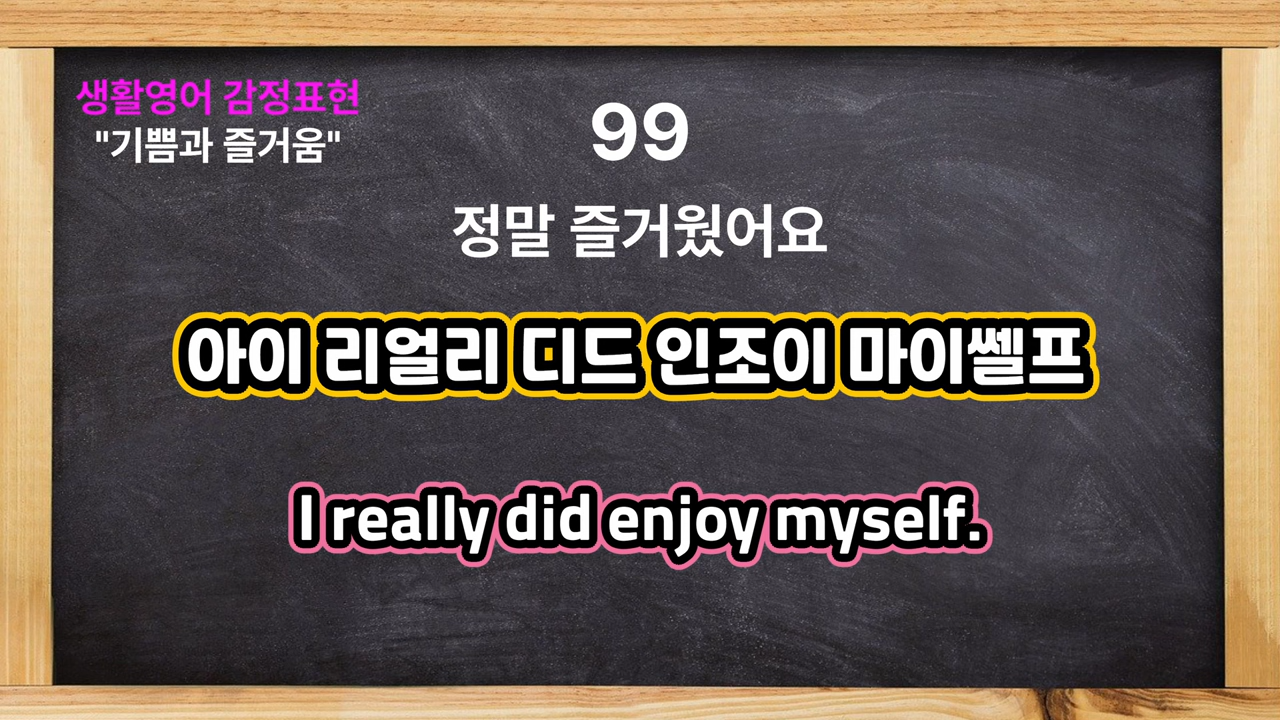 생활영어 감정표현
"기쁨과 즐거움"
99
정말 즐거웠어요
아이 리얼리 디드 인조이 마이쎌프
I really did enjoy myself.